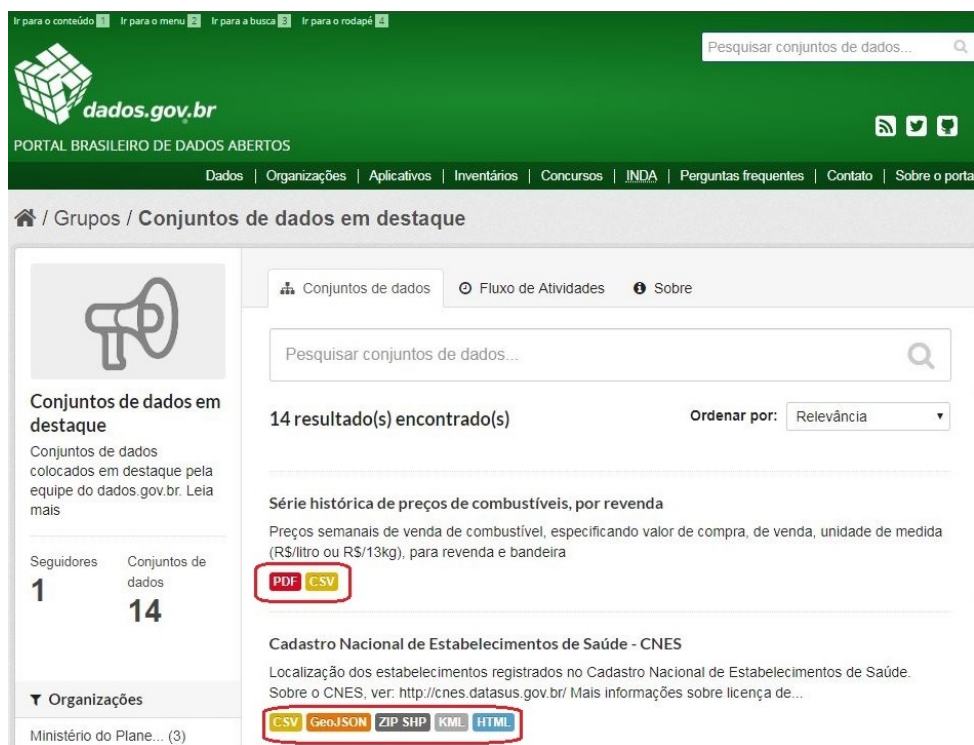 Ir para o conteúdo 1 Ir para o menu 2 Ir para a busca 3 Ir para o rodapé 4
Pesquisar conjuntos de dados...
dados.gov.br
PORTAL BRASILEIRO DE DADOS ABERTOS
Dados | Organizações | Aplicativos | Inventários | Concursos | INDA | Perguntas frequentes | Contato | Sobre o porta
/ Grupos / Conjuntos de dados em destaque
Conjuntos de dados em
destaque
Conjuntos de dados
colocados em destaque pela
equipe do dados.gov.br. Leia
mais
Seguidores
1
Conjuntos de
dados
14
Organizações
Ministério do Plane... (3)
Conjuntos de dados Fluxo de Atividades Sobre
Pesquisar conjuntos de dados...
14 resultado(s) encontrado(s)
Ordenar por: Relevância
Série histórica de preços de combustíveis, por revenda
Preços semanais de venda de combustível, especificando valor de compra, de venda, unidade de medida
(R$/litro ou R$/13kg), para revenda e bandeira
PDF CSV
Cadastro Nacional de Estabelecimentos de Saúde - CNES
Localização dos estabelecimentos registrados no Cadastro Nacional de Estabelecimentos de Saúde.
Sobre o CNES, ver: http://cnes.datasus.gov.br/ Mais informações sobre licença de...
CSV GeoJSON ZIP SHP KML HTML